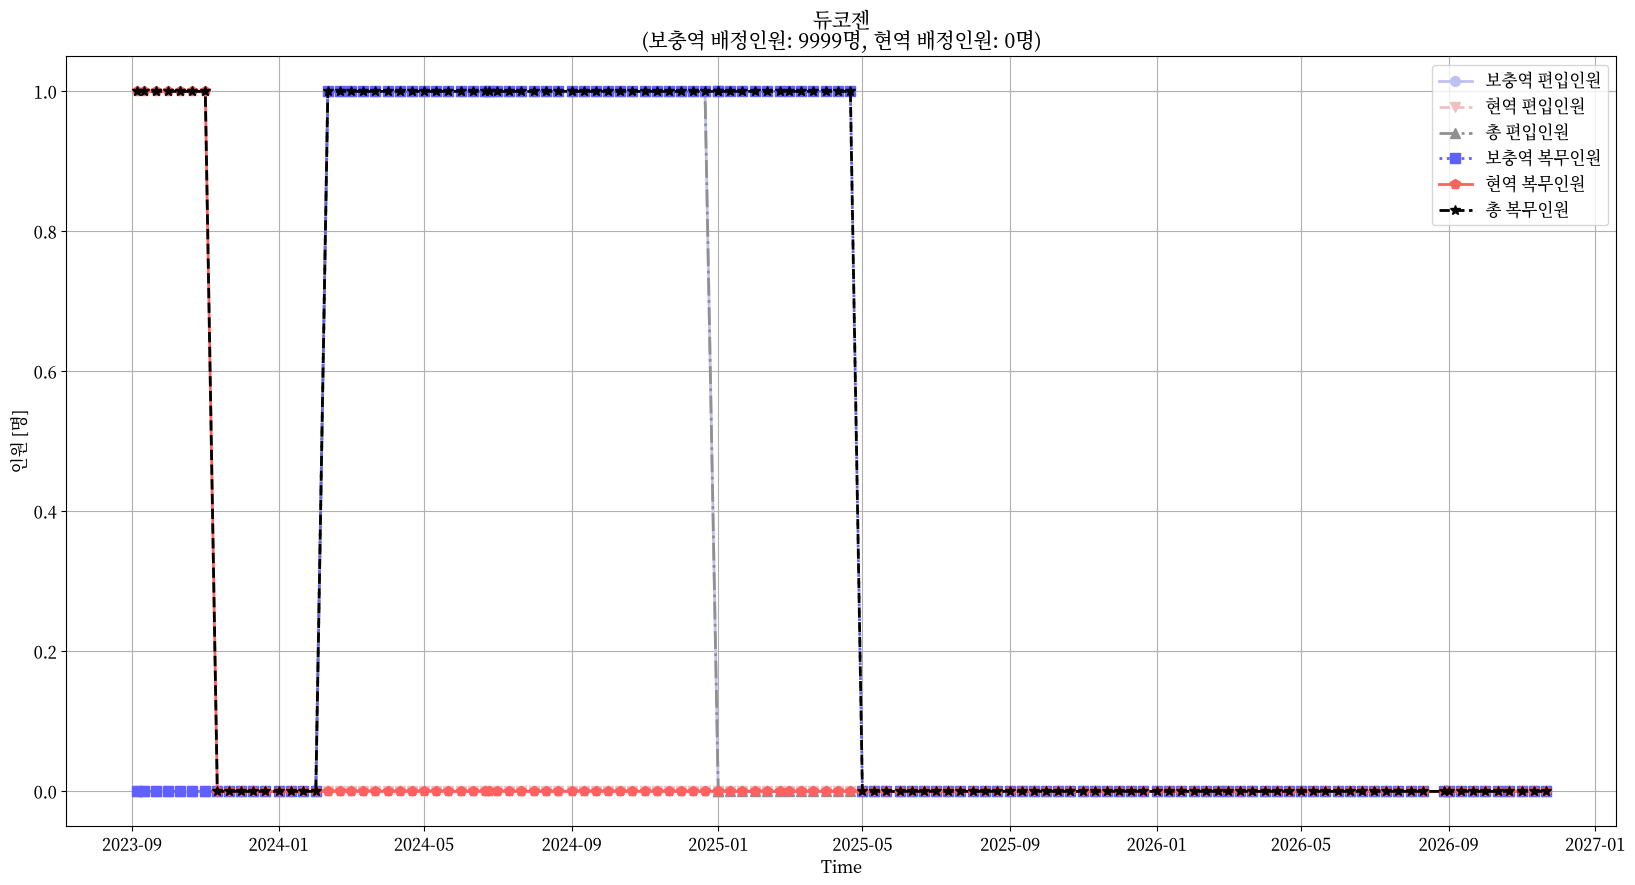 듀코젠
(보충역 배정인원: 9999명, 현역 배정인원: 0명)
보충역 편입인원
현역 편입인원
총 편입인원
보충역 복무인원
현역 복무인원
총 복무인원
1.0
0.8
0.6
0.4
0.2
0.0
인원 [명]
2023-09 2024-01 2024-05 2024-09 2025-01 2025-05 2025-09 2026-01 2026-05 2026-09 2027-01
Time